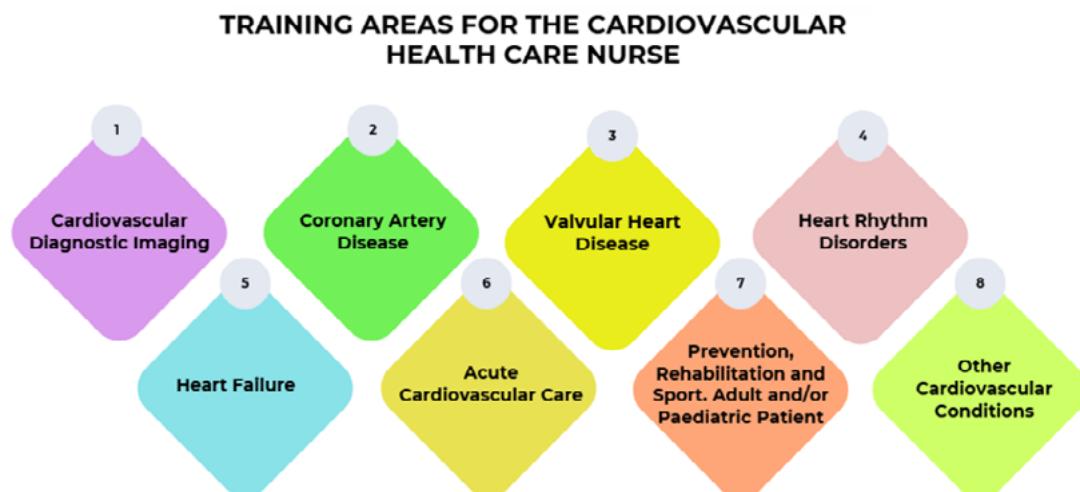 TRAINING AREAS FOR THE CARDIOVASCULAR
HEALTH CARE NURSE
1
Cardiovascular
Diagnostic Imaging
2
Coronary Artery
Disease
3
Valvular Heart
Disease
4
Heart Rhythm
Disorders
5
Heart Failure
6
Acute
Cardiovascular Care
7
Prevention,
Rehabilitation and
Sport. Adult and/or
Paediatric Patient
8
Other
Cardiovascular
Conditions